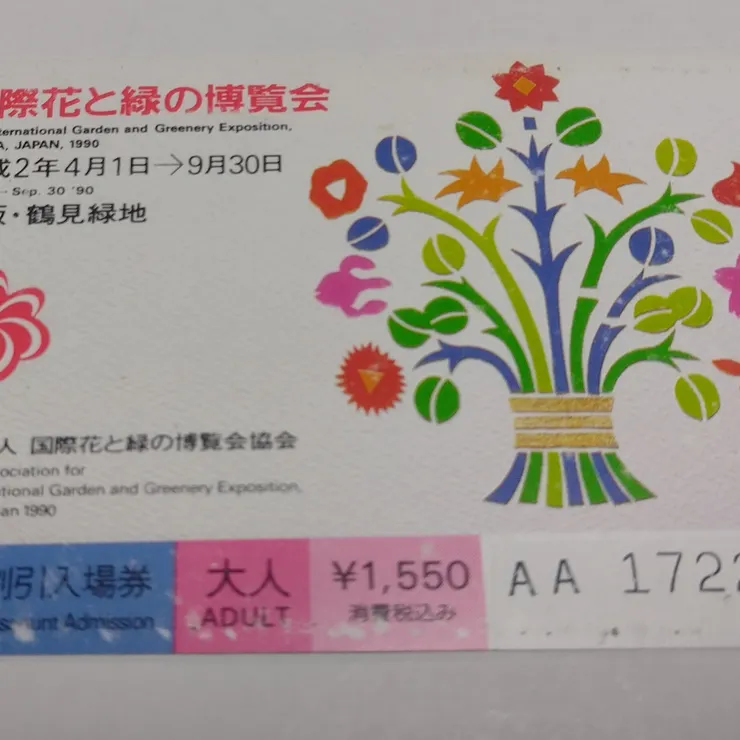 際花と緑の博覧会
ternational Garden and Greenery Exposition,
A, JAPAN, 1990
成2年4月1日→9月30日
Sep. 30 '90
阪・鶴見緑地
人 国際花と緑の博覧会協会
ociation for
tional Garden and Greenery Exposition,
an 1990
割引入場券 大人 ¥1,550 AA 1722
scount Admission ADULT 消費税込み